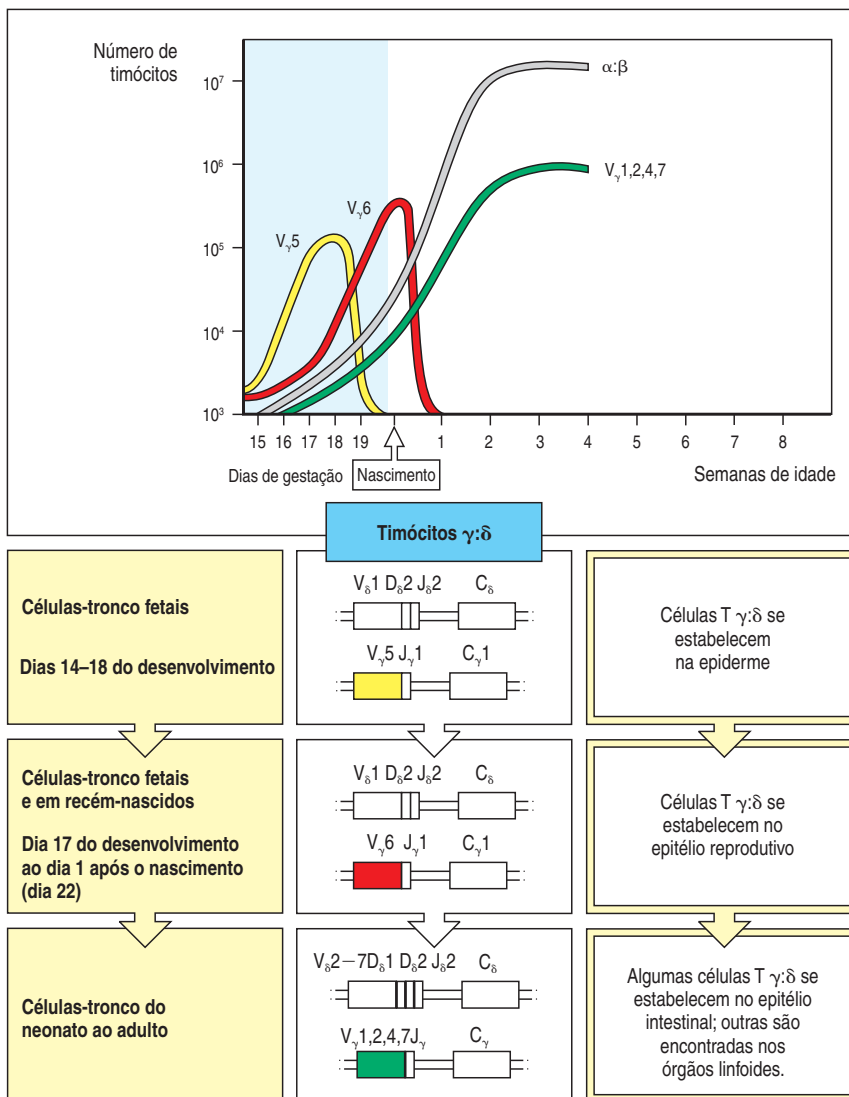 Número de
timócitos
10⁷
10⁶
10⁵
10⁴
10³
α:β
Vγ1,2,4,7
Vγ6
Vγ5
15 16 17 18 19 1 2 3 4 5 6 7 8
Dias de gestação Nascimento Semanas de idade
Timócitos γ:δ
Células-tronco fetais
Dias 14–18 do desenvolvimento
Vδ1 Dδ2 Jδ2 Cδ
Vγ5 Jγ1 Cγ1
Células T γ:δ se
estabelecem
na epiderme
Células-tronco fetais
e em recém-nascidos
Dia 17 do desenvolvimento
ao dia 1 após o nascimento
(dia 22)
Vδ1 Dδ2 Jδ2 Cδ
Vγ6 Jγ1 Cγ1
Células T γ:δ se
estabelecem no
epitélio reprodutivo
Células-tronco do
neonato ao adulto
Vδ2–7Dδ1 Dδ2 Jδ2 Cδ
Vγ1,2,4,7Jγ Cγ
Algumas células T γ:δ se
estabelecem no epitélio
intestinal; outras são
encontradas nos
órgãos linfoides.